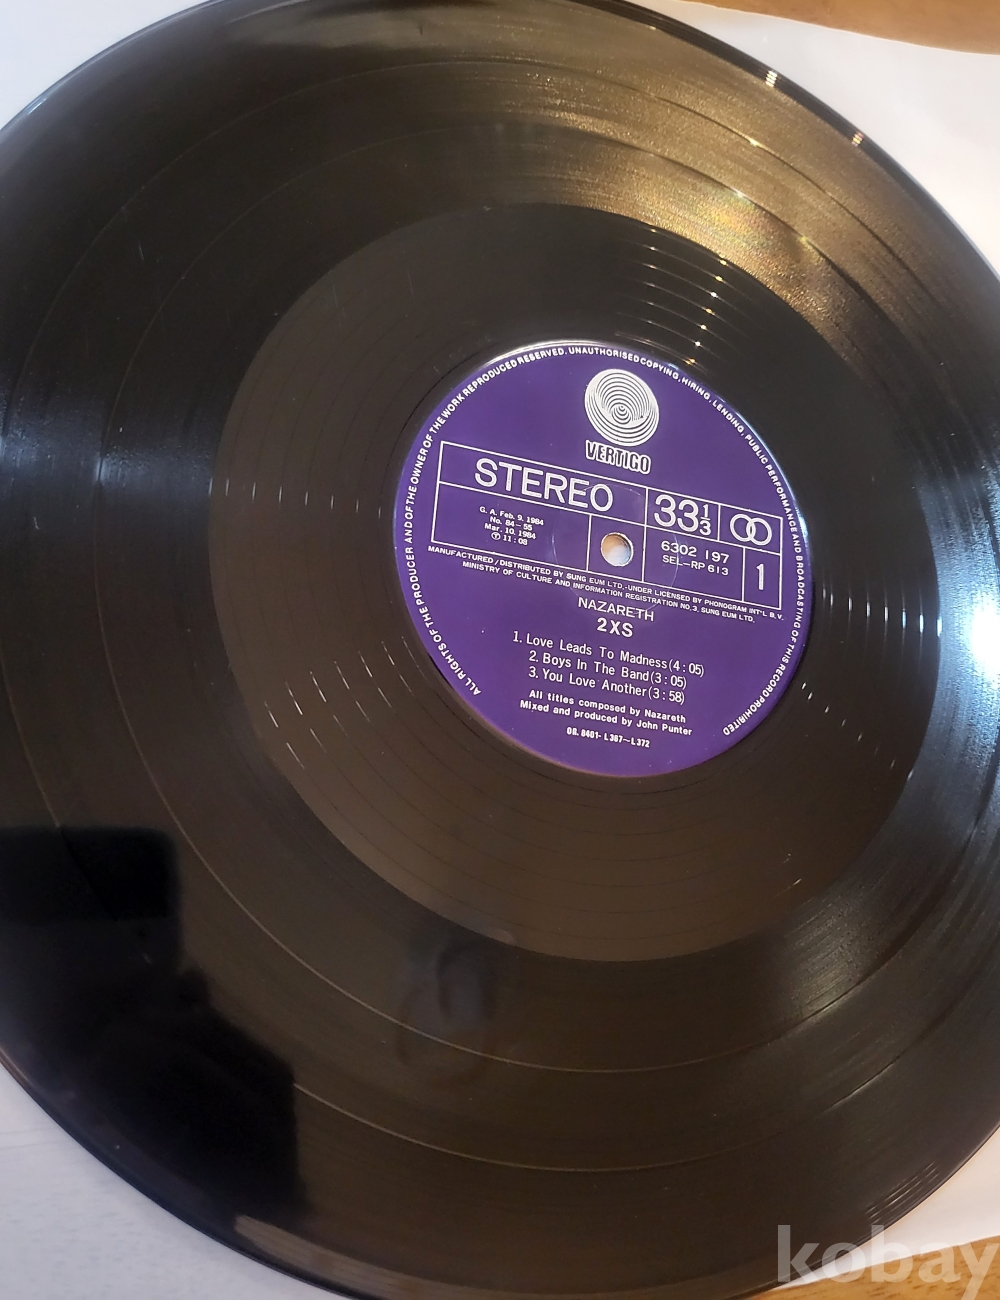 ALL RIGHTS OF THE PRODUCER AND OF THE OWNER OF THE WORK REPRODUCED RESERVED. UNAUTHORISED COPYING, HIRING, LENDING, PUBLIC PERFORMANCE AND BROADCASTING OF THIS RECORD PROHIBITED
VERTIGO
STEREO 33 1/3
G. A. Feb. 9. 1984
No. 84-55
Mar. 10. 1984
Ⓟ 11:08
6302 197
SEL-RP 613
1
MANUFACTURED/DISTRIBUTED BY SUNG EUM LTD,-UNDER LICENSED BY PHONOGRAM INT'L B.V.
MINISTRY OF CULTURE AND INFORMATION REGISTRATION NO. 3. SUNG EUM LTD.
NAZARETH
2XS
1. Love Leads To Madness(4:05)
2. Boys In The Band(3:05)
3. You Love Another(3:58)
All titles composed by Nazareth
Mixed and produced by John Punter
8401-L367~L372
kobay